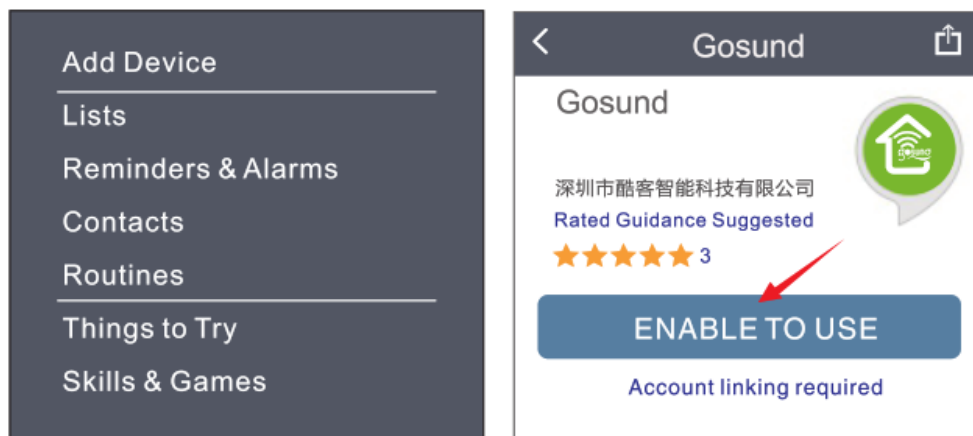 Add Device
Lists
Reminders & Alarms
Contacts
Routines
Things to Try
Skills & Games
Gosund
Gosund
gosund
深圳市酷客智能科技有限公司
Rated Guidance Suggested
3
ENABLE TO USE
Account linking required